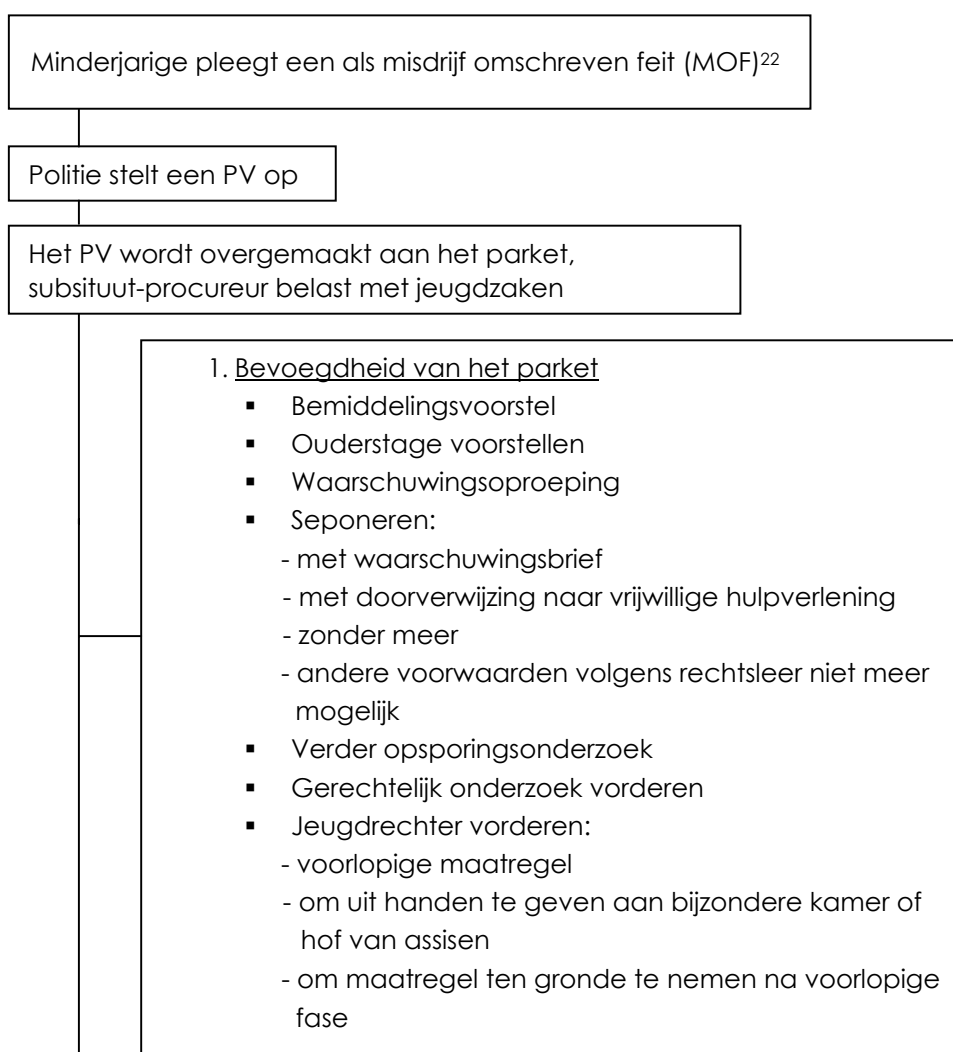 Minderjarige pleegt een als misdrijf omschreven feit (MOF)²²
Politie stelt een PV op
Het PV wordt overgemaakt aan het parket,
subsituut-procureur belast met jeugdzaken
1. Bevoegdheid van het parket
▪ Bemiddelingsvoorstel
▪ Ouderstage voorstellen
▪ Waarschuwingsoproeping
▪ Seponeren:
- met waarschuwingsbrief
- met doorverwijzing naar vrijwillige hulpverlening
- zonder meer
- andere voorwaarden volgens rechtsleer niet meer
mogelijk
▪ Verder opsporingsonderzoek
▪ Gerechtelijk onderzoek vorderen
▪ Jeugdrechter vorderen:
- voorlopige maatregel
- om uit handen te geven aan bijzondere kamer of
hof van assisen
- om maatregel ten gronde te nemen na voorlopige
fase